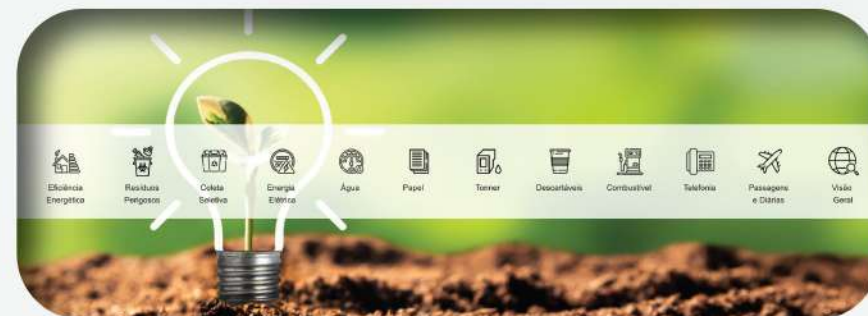 Eficiência
Energética
Resíduos
Perigosos
Coleta
Seletiva
Energia
Elétrica
Água
Papel
Tonner
Descartáveis
Combustível
Telefonia
Passagens
e Diárias
Visão
Geral